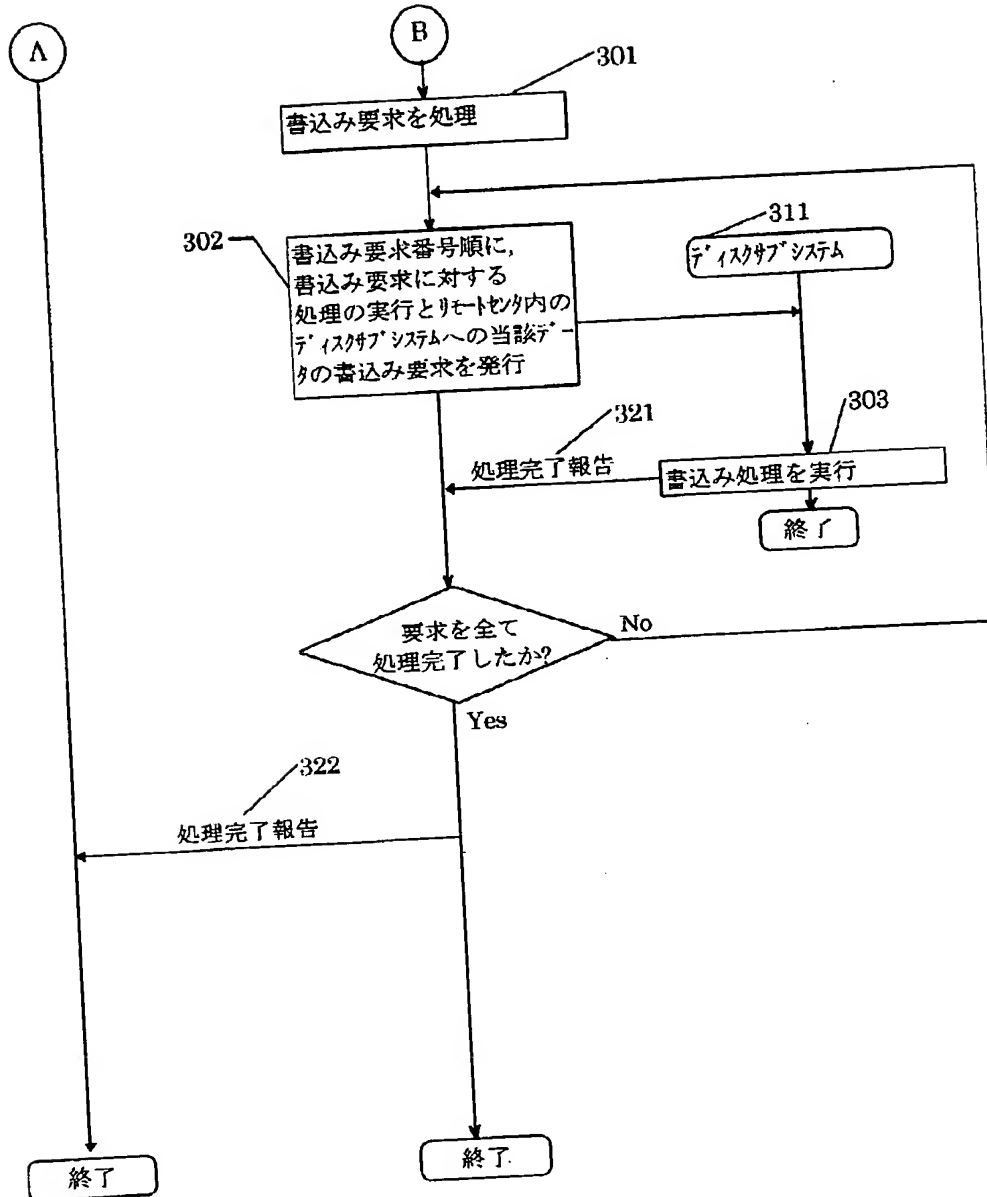 A
B
301
書込み要求を処理
302
書込み要求番号順に,
書込み要求に対する
処理の実行とリモートセンタ内の
ディスクサブシステムへの当該デー
タの書込み要求を発行
311
ディスクサブシステム
303
書込み処理を実行
321
処理完了報告
終了
要求を全て
処理完了したか?
No
Yes
322
処理完了報告
終了
終了